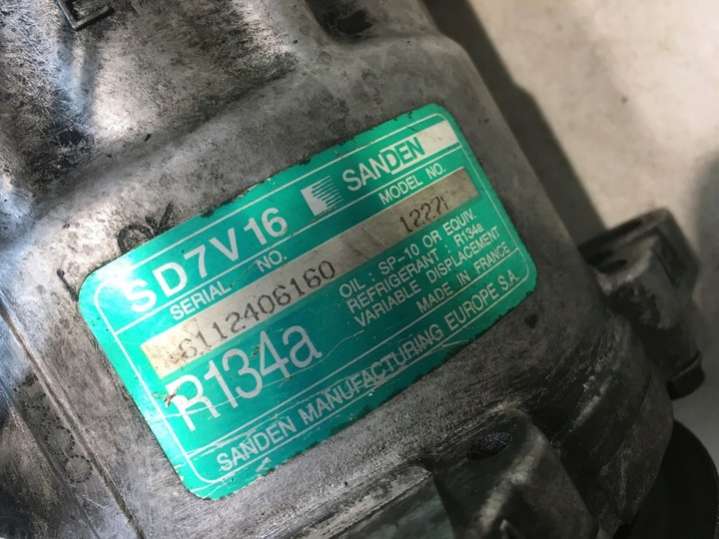 SD7V16 SANDEN
SERIAL NO. MODEL NO.
6112406160 1227
R134a
OIL : SP-10 OR EQUIV.
REFRIGERANT : R134a
VARIABLE DISPLACEMENT
MADE IN FRANCE
SANDEN MANUFACTURING EUROPE S.A.